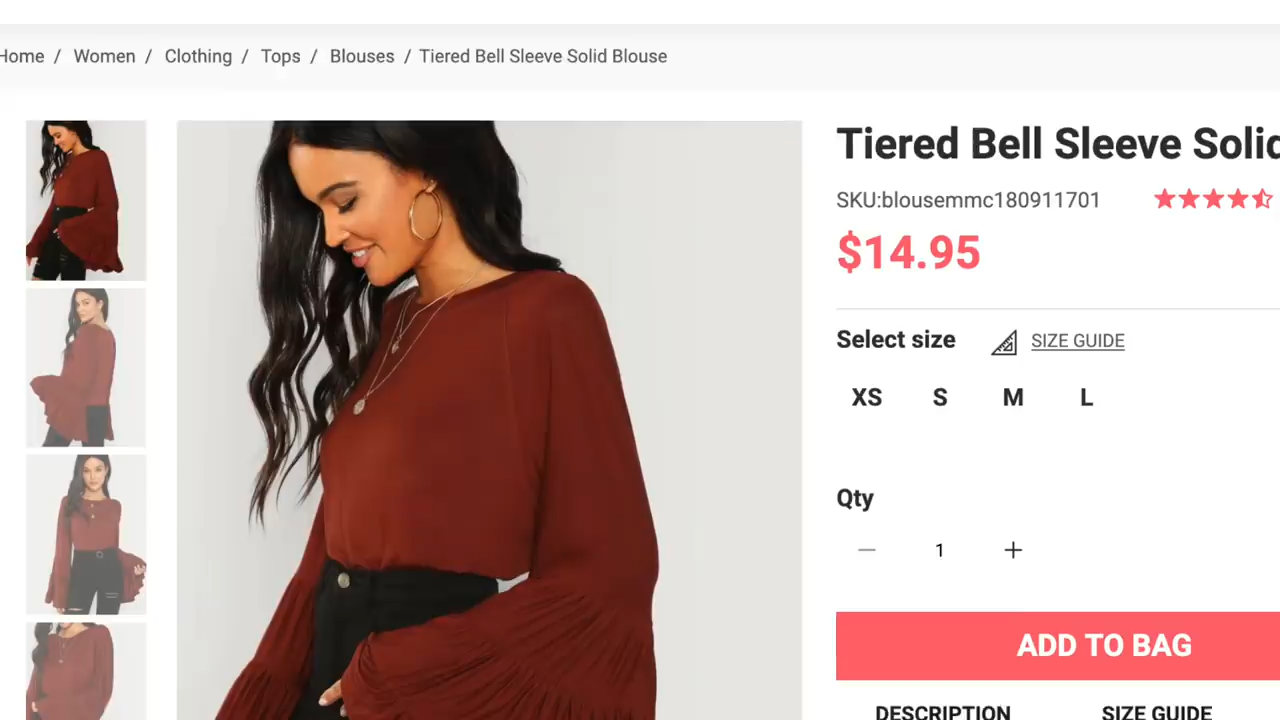 Home / Women / Clothing / Tops / Blouses / Tiered Bell Sleeve Solid Blouse
Tiered Bell Sleeve Solid
SKU:blousemmc180911701
$14.95
Select size SIZE GUIDE
XS S M L
Qty
— 1 +
ADD TO BAG
DESCRIPTION SIZE GUIDE